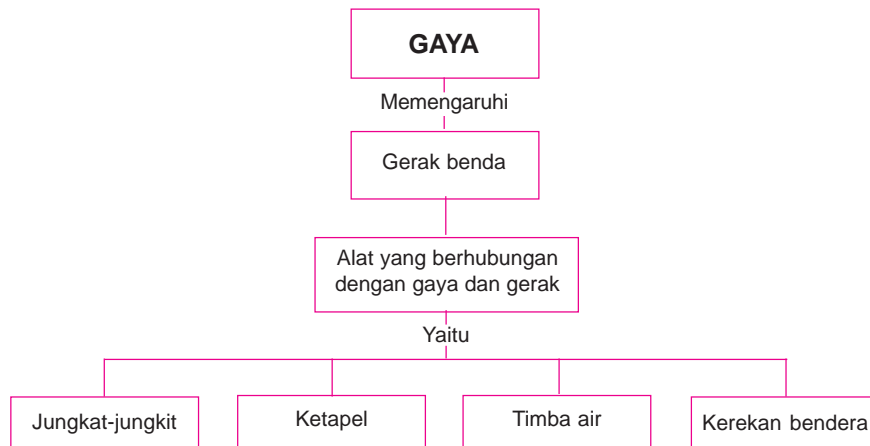 GAYA
Memengaruhi
Gerak benda
Alat yang berhubungan
dengan gaya dan gerak
Yaitu
Jungkat-jungkit
Ketapel
Timba air
Kerekan bendera